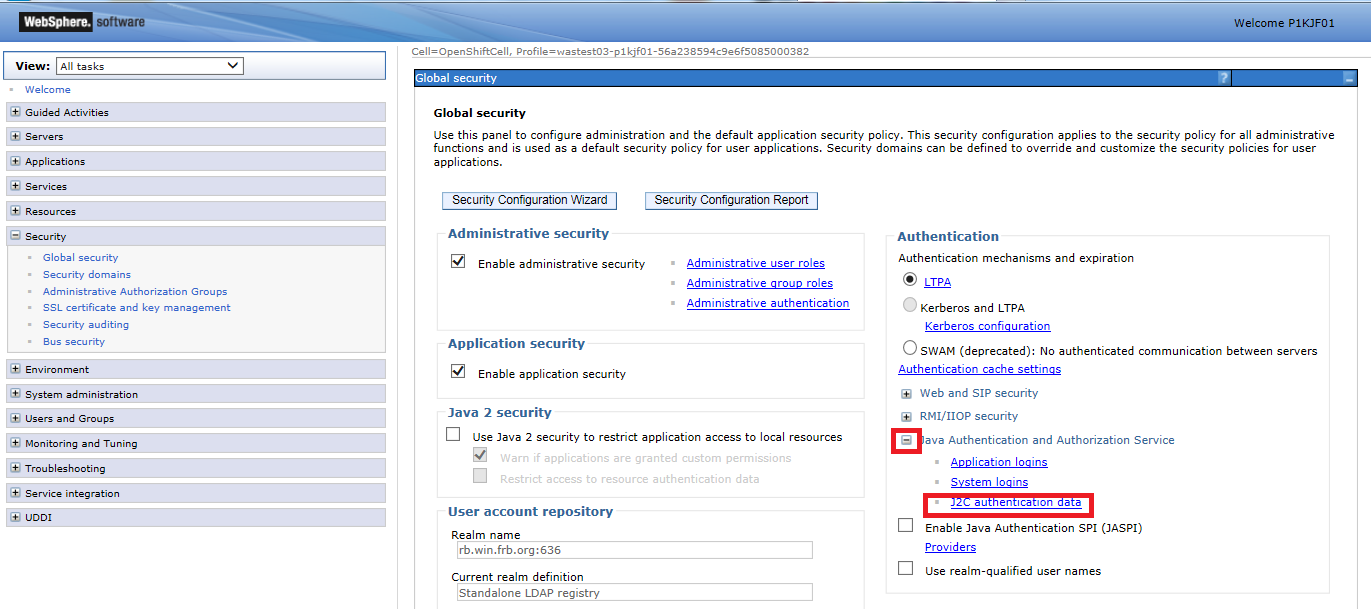 WebSphere. software
Welcome P1KJF01
View: All tasks
Welcome
Guided Activities
Servers
Applications
Services
Resources
Security
Global security
Security domains
Administrative Authorization Groups
SSL certificate and key management
Security auditing
Bus security
Environment
System administration
Users and Groups
Monitoring and Tuning
Troubleshooting
Service integration
UDDI
Cell=OpenShiftCell, Profile=wastest03-p1kjf01-56a238594c9e6f5085000382
Global security
?
Global security
Use this panel to configure administration and the default application security policy. This security configuration applies to the security policy for all administrative
functions and is used as a default security policy for user applications. Security domains can be defined to override and customize the security policies for user
applications.
Security Configuration Wizard
Security Configuration Report
Administrative security
Enable administrative security
Administrative user roles
Administrative group roles
Administrative authentication
Application security
Enable application security
Java 2 security
Use Java 2 security to restrict application access to local resources
Warn if applications are granted custom permissions
Restrict access to resource authentication data
User account repository
Realm name
rb.win.frb.org:636
Current realm definition
Standalone LDAP registry
Authentication
Authentication mechanisms and expiration
LTPA
Kerberos and LTPA
Kerberos configuration
SWAM (deprecated): No authenticated communication between servers
Authentication cache settings
Web and SIP security
RMI/IIOP security
Java Authentication and Authorization Service
Application logins
System logins
J2C authentication data
Enable Java Authentication SPI (JASPI)
Providers
Use realm-qualified user names